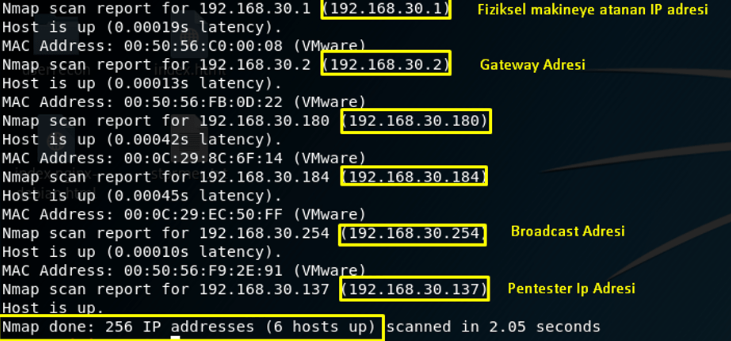 Nmap scan report for 192.168.30.1 (192.168.30.1) Fiziksel makineye atanan IP adresi
Host is up (0.00019s latency).
MAC Address: 00:50:56:C0:00:08 (VMware)
Nmap scan report for 192.168.30.2 (192.168.30.2) Gateway Adresi
Host is up (0.00013s latency).
MAC Address: 00:50:56:FB:0D:22 (VMware)
Nmap scan report for 192.168.30.180 (192.168.30.180)
Host is up (0.00042s latency).
MAC Address: 00:0C:29:8C:6F:14 (VMware)
Nmap scan report for 192.168.30.184 (192.168.30.184)
Host is up (0.00045s latency).
MAC Address: 00:0C:29:EC:50:FF (VMware)
Nmap scan report for 192.168.30.254 (192.168.30.254) Broadcast Adresi
Host is up (0.00010s latency).
MAC Address: 00:50:56:F9:2E:91 (VMware)
Nmap scan report for 192.168.30.137 (192.168.30.137) Pentester Ip Adresi
Host is up.
Nmap done: 256 IP addresses (6 hosts up) scanned in 2.05 seconds